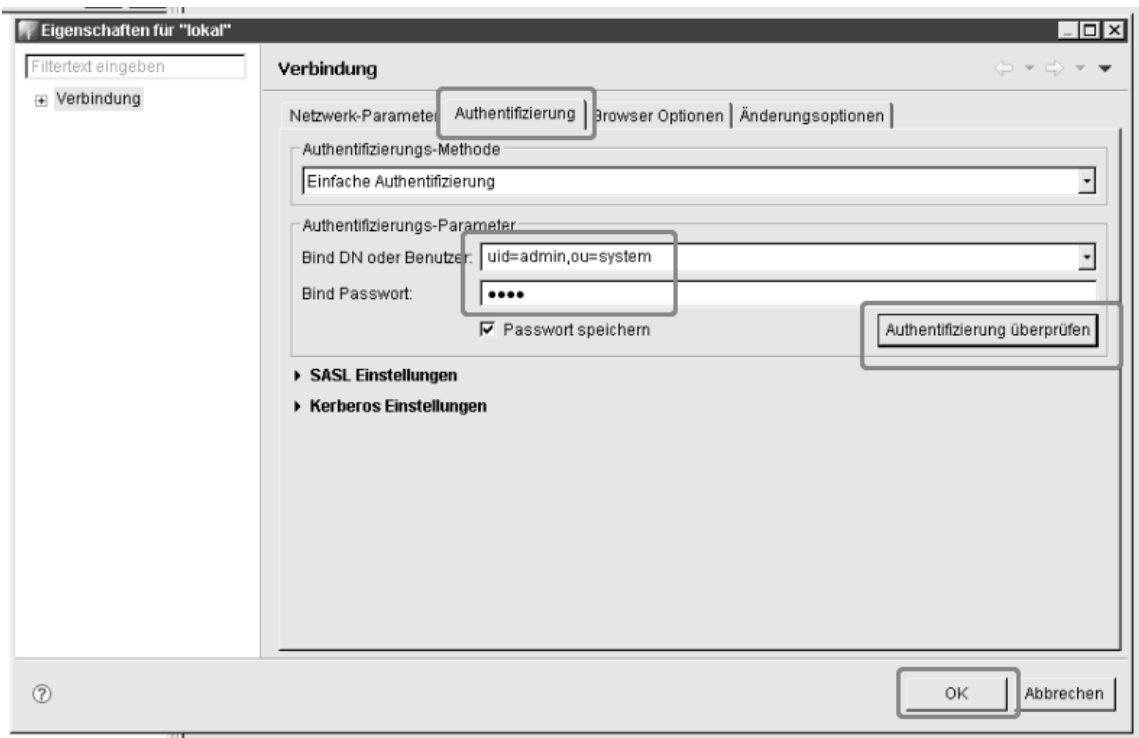 Eigenschaften für "lokal"
Filtertext eingeben
Verbindung
Verbindung
Netzwerk-Parameter Authentifizierung Browser Optionen Änderungsoptionen
Authentifizierungs-Methode
Einfache Authentifizierung
Authentifizierungs-Parameter
Bind DN oder Benutzer: uid=admin,ou=system
Bind Passwort: ●●●●
Passwort speichern Authentifizierung überprüfen
SASL Einstellungen
Kerberos Einstellungen
OK Abbrechen